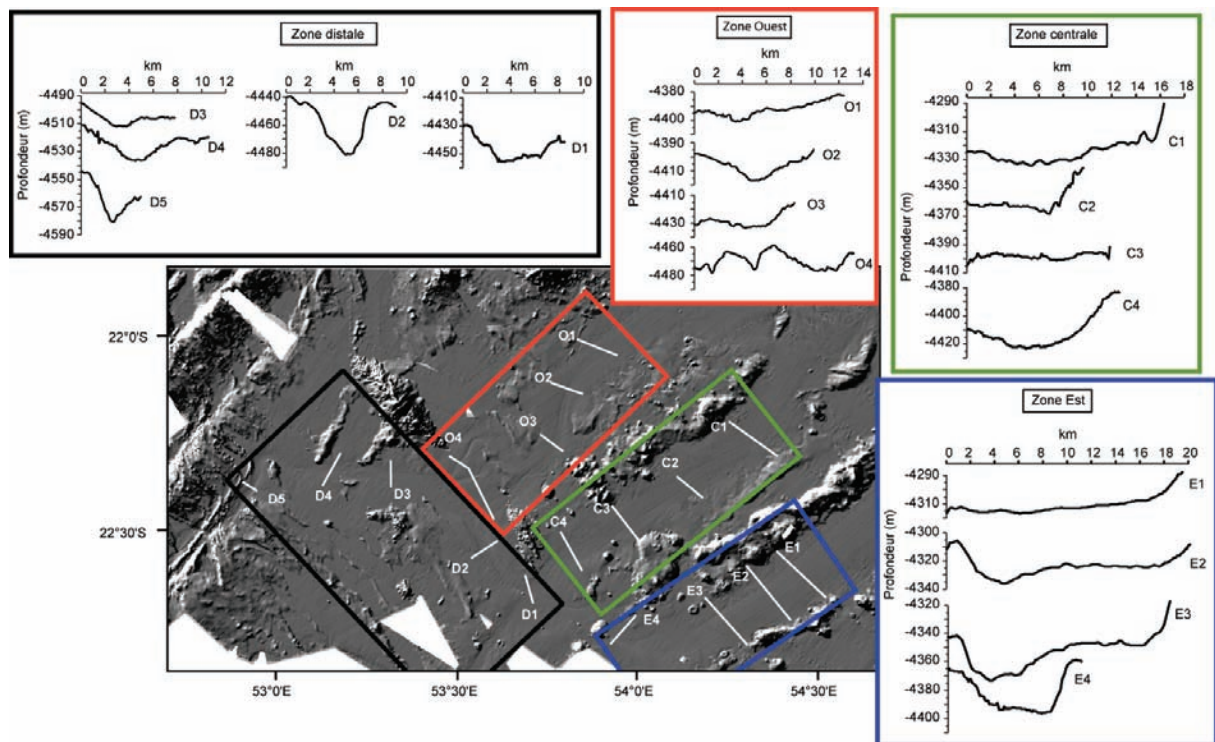 Zone distale
km
0 2 4 6 8 10 12
0 2 4 6 8 10
0 2 4 6 8 10
Profondeur (m)
-4490
-4510
-4530
-4550
-4570
-4590
D3
D4
D5
-4440
-4460
-4480
D2
-4430
-4450
D1
Zone Ouest
km
0 2 4 6 8 10 12 14
Profondeur (m)
-4380
-4400
O1
-4390
-4410
O2
-4410
-4430
O3
-4460
-4480
O4
Zone centrale
km
0 2 4 6 8 10 12 14 16 18
Profondeur (m)
-4290
-4310
-4330
C1
-4350
-4360
-4370
C2
-4390
-4400
-4410
C3
-4380
-4400
-4420
C4
Zone Est
km
0 2 4 6 8 10 12 14 16 18 20
Profondeur (m)
-4290
-4310
E1
-4300
-4320
-4340
E2
-4320
-4340
-4360
E3
-4380
-4400
E4
22°0'S
22°30'S
53°0'E
53°30'E
54°0'E
54°30'E
O1
O2
O3
O4
C1
C2
C3
C4
D5
D4
D3
D2
D1
E1
E2
E3
E4